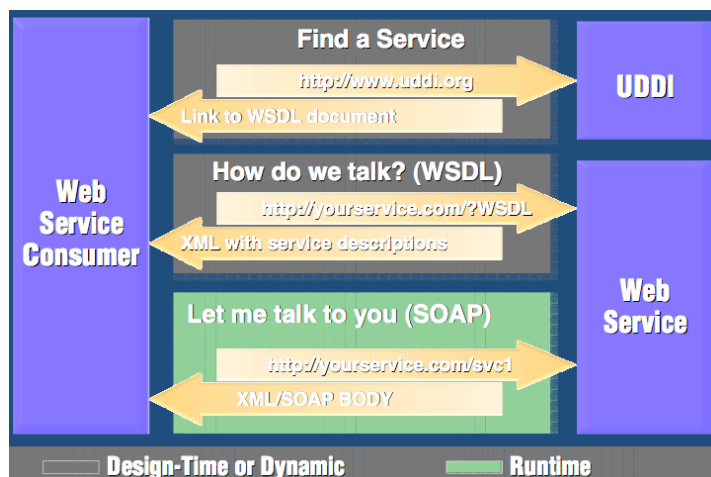 Find a Service
http://www.uddi.org
UDDI
Link to WSDL document
How do we talk? (WSDL)
http://yourservice.com/?WSDL
XML with service descriptions
Web
Service
Consumer
Let me talk to you (SOAP)
Web
Service
http://yourservice.com/svc1
XML/SOAP BODY
Design-Time or Dynamic
Runtime